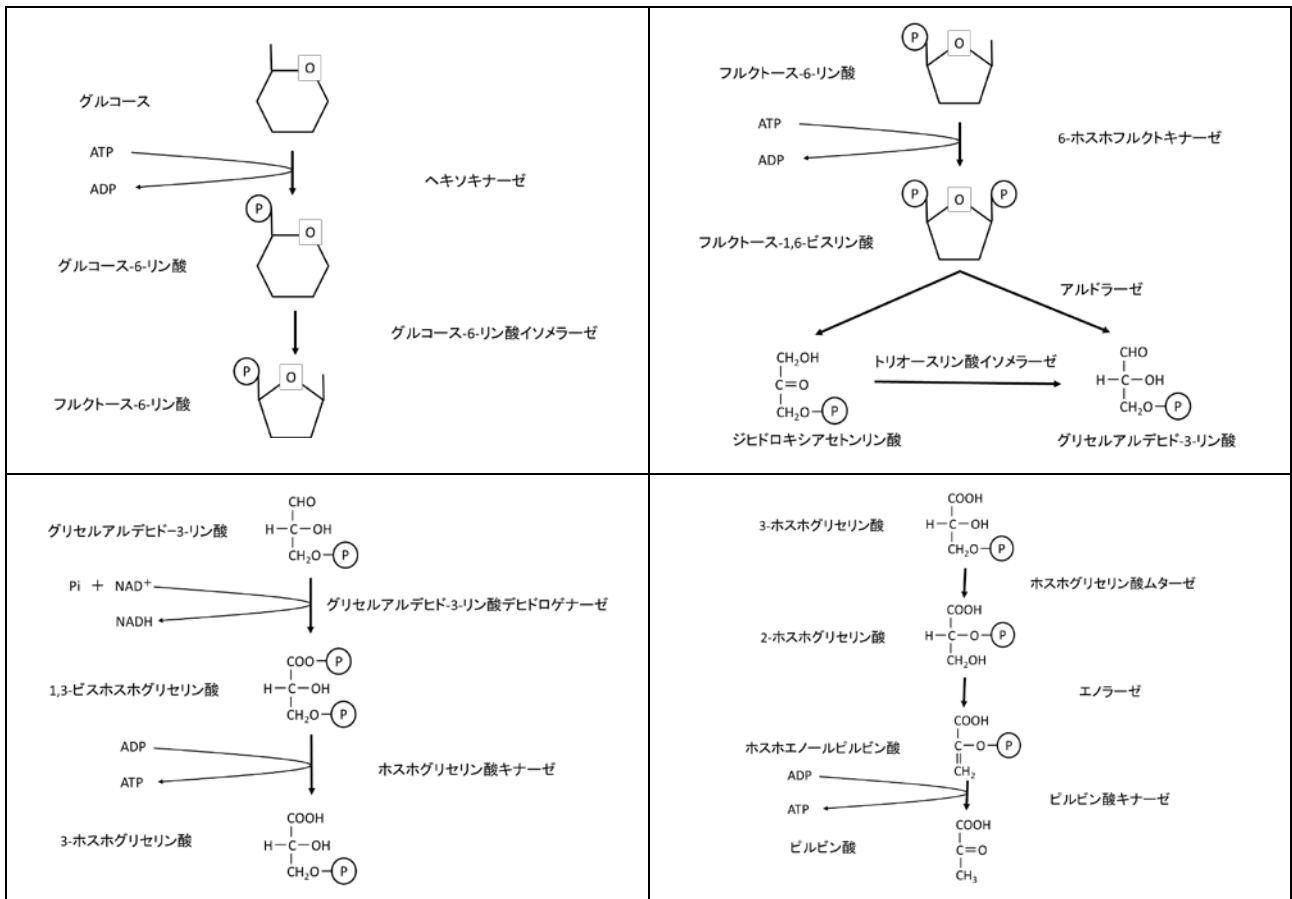 O
グルコース
ATP
ADP
ヘキソキナーゼ
P
O
グルコース-6-リン酸
グルコース-6-リン酸イソメラーゼ
P
O
フルクトース-6-リン酸
P
O
フルクトース-6-リン酸
ATP
ADP
6-ホスホフルクトキナーゼ
P
O
P
フルクトース-1,6-ビスリン酸
アルドラーゼ
CH₂OH
C=O
CH₂O-P
トリオースリン酸イソメラーゼ
CHO
H-C-OH
CH₂O-P
ジヒドロキシアセトンリン酸
グリセルアルデヒド-3-リン酸
グリセルアルデヒド-3-リン酸
CHO
H-C-OH
CH₂O-P
Pi + NAD⁺
NADH
グリセルアルデヒド-3-リン酸デヒドロゲナーゼ
1,3-ビスホスホグリセリン酸
COO-P
H-C-OH
CH₂O-P
ADP
ATP
ホスホグリセリン酸キナーゼ
3-ホスホグリセリン酸
COOH
H-C-OH
CH₂O-P
3-ホスホグリセリン酸
COOH
H-C-OH
CH₂O-P
ホスホグリセリン酸ムターゼ
2-ホスホグリセリン酸
COOH
H-C-O-P
CH₂OH
エノラーゼ
ホスホエノールピルビン酸
COOH
C-O-P
CH₂
ADP
ATP
ピルビン酸キナーゼ
ピルビン酸
COOH
C=O
CH₃